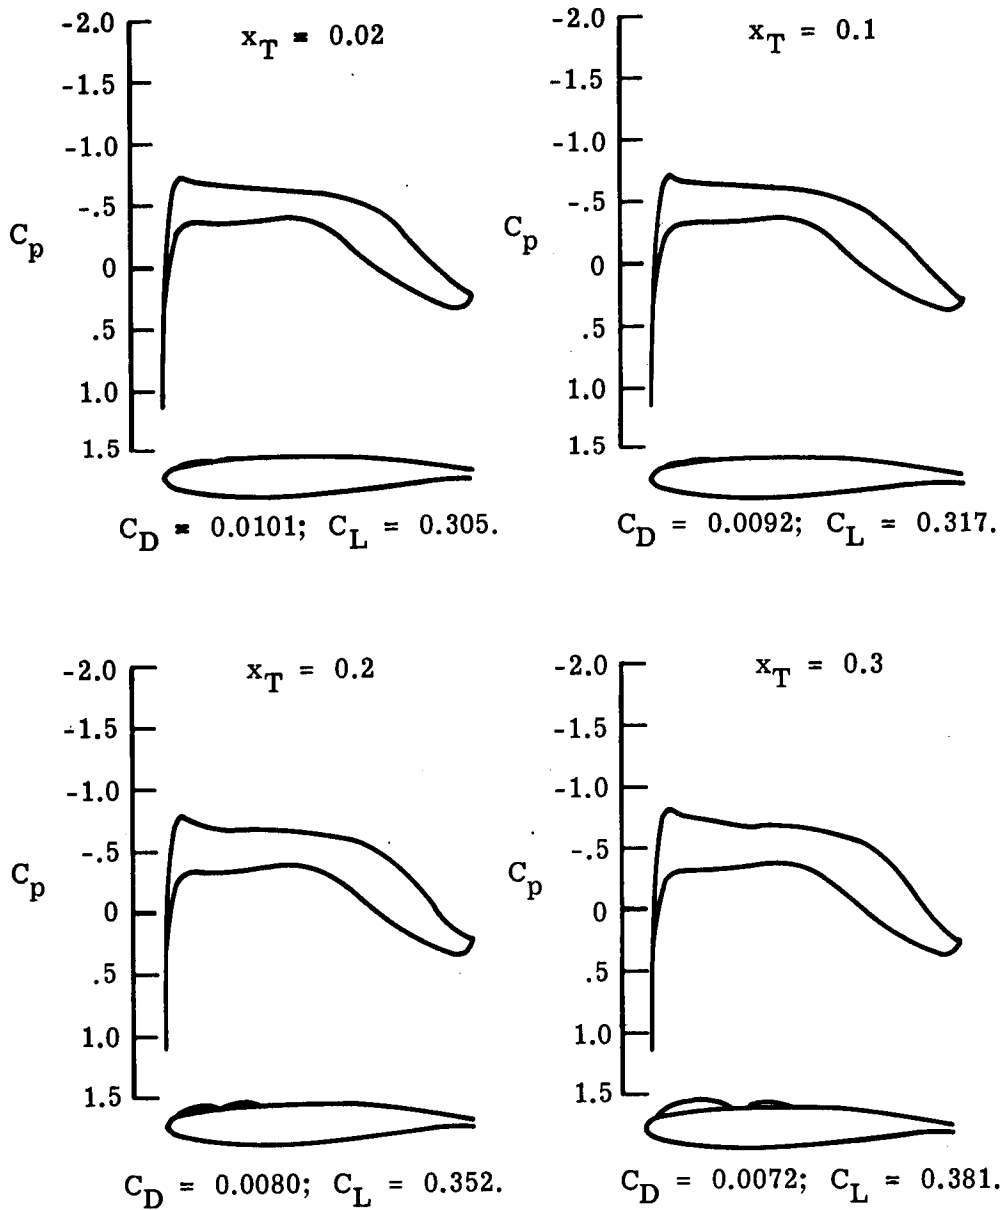 x_T = 0.02
-2.0
-1.5
-1.0
-.5
0
.5
1.0
1.5
C_p
C_D = 0.0101; C_L = 0.305.
x_T = 0.1
-2.0
-1.5
-1.0
-.5
0
.5
1.0
1.5
C_p
C_D = 0.0092; C_L = 0.317.
x_T = 0.2
-2.0
-1.5
-1.0
-.5
0
.5
1.0
1.5
C_p
C_D = 0.0080; C_L = 0.352.
x_T = 0.3
-2.0
-1.5
-1.0
-.5
0
.5
1.0
1.5
C_p
C_D = 0.0072; C_L = 0.381.